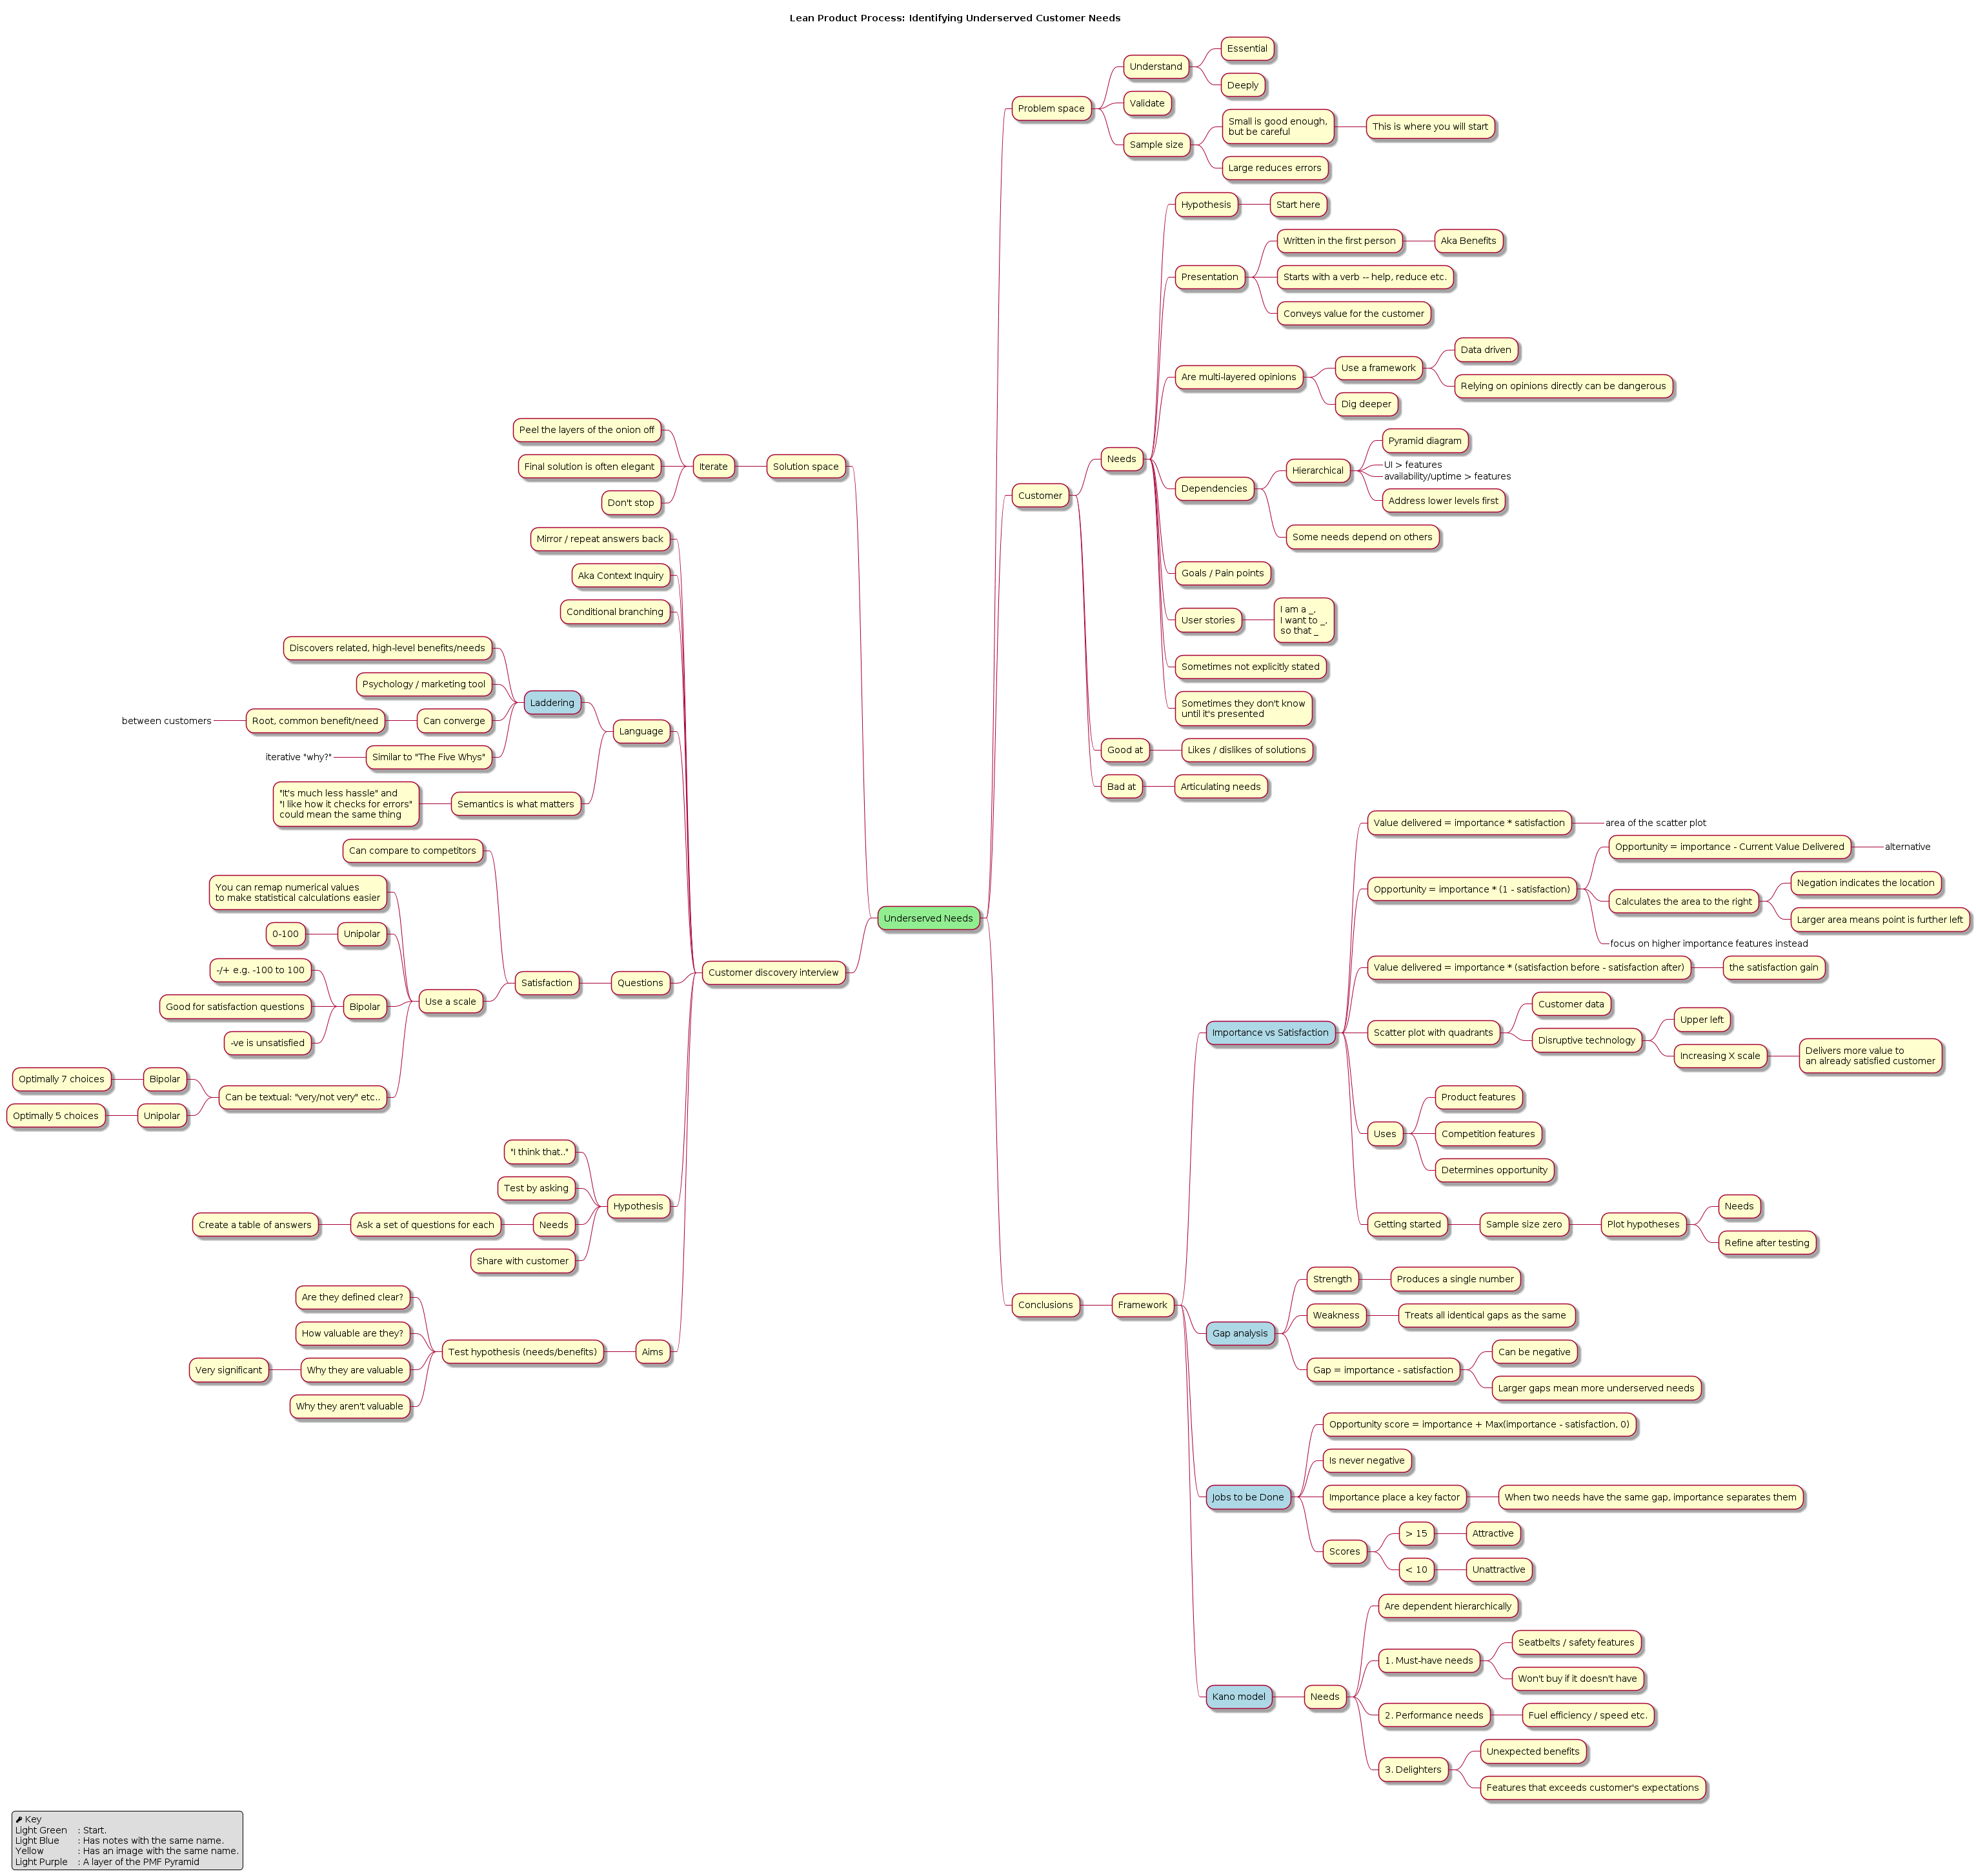 Lean Product Process: Identifying Underserved Customer Needs
Underserved Needs
Problem space
Understand
Essential
Deeply
Validate
Sample size
Small is good enough,
but be careful
This is where you will start
Large reduces errors
Customer
Needs
Hypothesis
Start here
Presentation
Written in the first person
Aka Benefits
Starts with a verb -- help, reduce etc.
Conveys value for the customer
Are multi-layered opinions
Use a framework
Data driven
Relying on opinions directly can be dangerous
Dig deeper
Dependencies
Hierarchical
Pyramid diagram
UI > features
availability/uptime > features
Address lower levels first
Some needs depend on others
Goals / Pain points
User stories
I am a _,
I want to _,
so that _
Sometimes not explicitly stated
Sometimes they don't know
until it's presented
Good at
Likes / dislikes of solutions
Bad at
Articulating needs
Conclusions
Framework
Importance vs Satisfaction
Value delivered = importance * satisfaction
area of the scatter plot
Opportunity = importance * (1 - satisfaction)
Opportunity = importance - Current Value Delivered
alternative
Calculates the area to the right
Negation indicates the location
Larger area means point is further left
focus on higher importance features instead
Value delivered = importance * (satisfaction before - satisfaction after)
the satisfaction gain
Scatter plot with quadrants
Customer data
Disruptive technology
Upper left
Increasing X scale
Delivers more value to
an already satisfied customer
Uses
Product features
Competition features
Determines opportunity
Getting started
Sample size zero
Plot hypotheses
Needs
Refine after testing
Gap analysis
Strength
Produces a single number
Weakness
Treats all identical gaps as the same
Gap = importance - satisfaction
Can be negative
Larger gaps mean more underserved needs
Jobs to be Done
Opportunity score = importance + Max(importance - satisfaction, 0)
Is never negative
Importance place a key factor
When two needs have the same gap, importance separates them
Scores
> 15
Attractive
< 10
Unattractive
Kano model
Needs
Are dependent hierarchically
1. Must-have needs
Seatbelts / safety features
Won't buy if it doesn't have
2. Performance needs
Fuel efficiency / speed etc.
3. Delighters
Unexpected benefits
Features that exceeds customer's expectations
Solution space
Iterate
Peel the layers of the onion off
Final solution is often elegant
Don't stop
Customer discovery interview
Mirror / repeat answers back
Aka Context Inquiry
Conditional branching
Language
Laddering
Discovers related, high-level benefits/needs
Psychology / marketing tool
Can converge
Root, common benefit/need
between customers
Similar to "The Five Whys"
iterative "why?"
Semantics is what matters
"It's much less hassle" and
"I like how it checks for errors"
could mean the same thing
Questions
Satisfaction
Can compare to competitors
Use a scale
You can remap numerical values
to make statistical calculations easier
Unipolar
0-100
Bipolar
-/+ e.g. -100 to 100
Good for satisfaction questions
-ve is unsatisfied
Can be textual: "very/not very" etc..
Bipolar
Optimally 7 choices
Unipolar
Optimally 5 choices
Hypothesis
"I think that.."
Test by asking
Needs
Ask a set of questions for each
Create a table of answers
Share with customer
Aims
Test hypothesis (needs/benefits)
Are they defined clear?
How valuable are they?
Why they are valuable
Very significant
Why they aren't valuable
Key
Light Green : Start.
Light Blue : Has notes with the same name.
Yellow : Has an image with the same name.
Light Purple : A layer of the PMF Pyramid